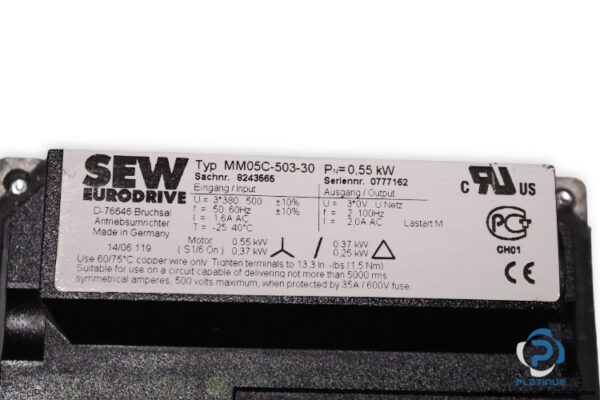 SEW
EURODRIVE
D-76646 Bruchsal
Antriebsumrichter
Made in Germany
14/06 119
Typ MM05C-503-30 PN=0,55 kW
Sachnr. 8243565 Seriennr. 0777162
Eingang / Input Ausgang / Output
U = 3*380 500 ±10% U = 3*0V U Netz
f = 50 60Hz ±10% f = 2 100Hz
I = 1.6A AC I = 2.0A AC Lastart M
T = -25 40°C
Motor: 0.55 kW / 0.37 kW
( S1/6 On ) 0,37 kW 0,25 kW
Use 60/75°C copper wire only. Tighten terminals to 13.3 In -lbs (1,5 Nm)
Suitable for use on a circuit capable of delivering not more than 5000 rms
symmetrical amperes, 500 volts maximum, when protected by 35A / 600V fuse
C UR US
PC
CH01
CE
PLATINUM